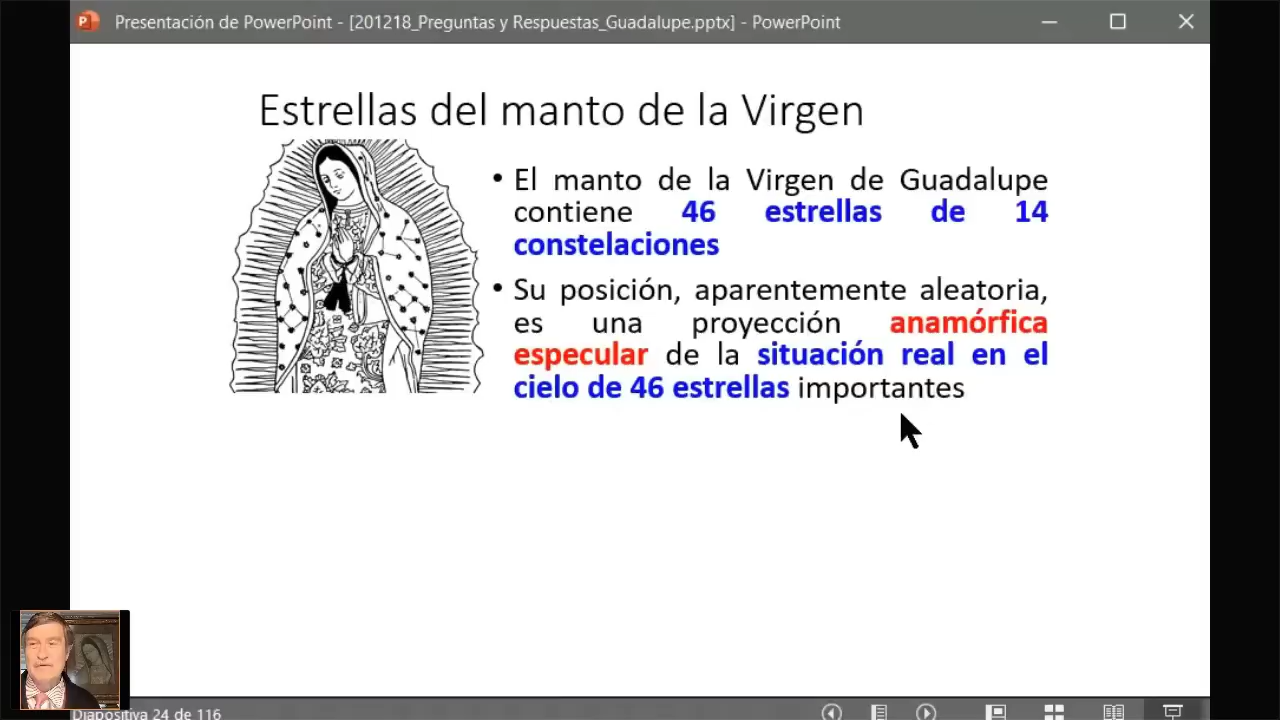 Presentación de PowerPoint - [201218_Preguntas y Respuestas_Guadalupe.pptx] - PowerPoint
Estrellas del manto de la Virgen
• El manto de la Virgen de Guadalupe
contiene 46 estrellas de 14
constelaciones
• Su posición, aparentemente aleatoria,
es una proyección anamórfica
especular de la situación real en el
cielo de 46 estrellas importantes
Diapositiva 24 de 116